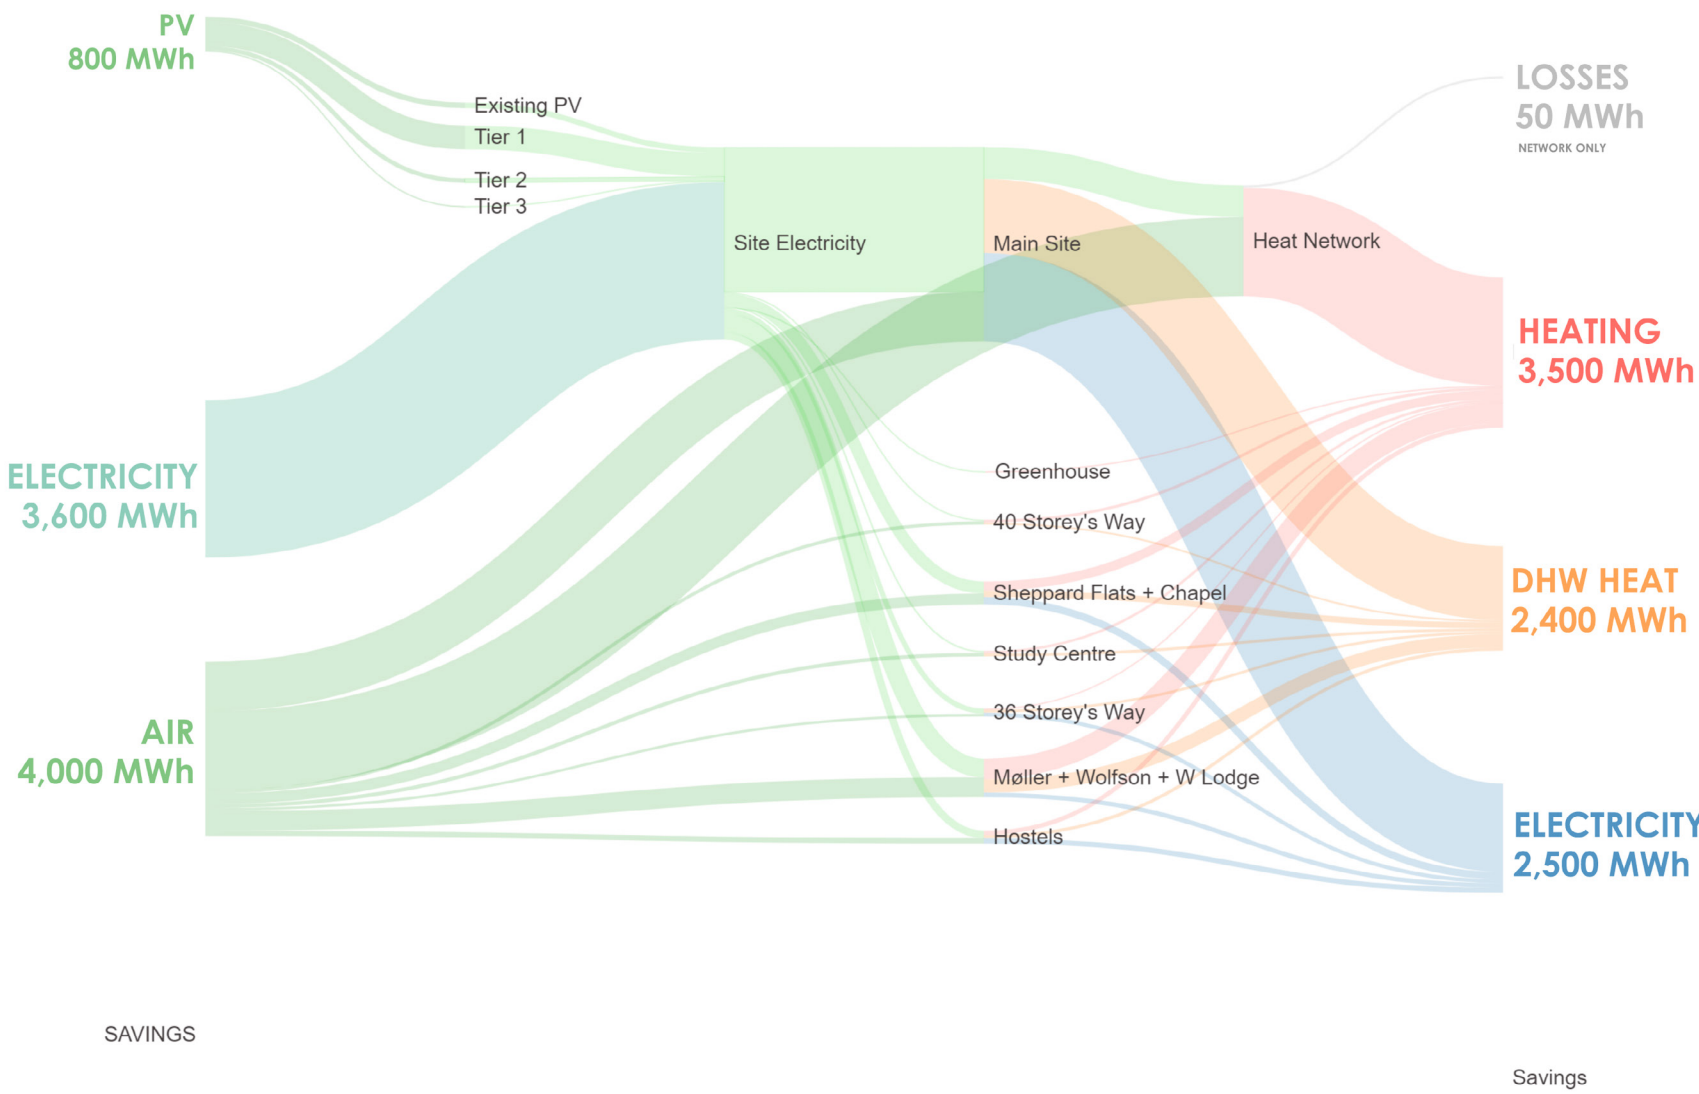 PV
800 MWh
Existing PV
Tier 1
Tier 2
Tier 3
ELECTRICITY
3,600 MWh
AIR
4,000 MWh
SAVINGS
Site Electricity
Main Site
Heat Network
Greenhouse
40 Storey's Way
Sheppard Flats + Chapel
Study Centre
36 Storey's Way
Møller + Wolfson + W Lodge
Hostels
LOSSES
50 MWh
NETWORK ONLY
HEATING
3,500 MWh
DHW HEAT
2,400 MWh
ELECTRICITY
2,500 MWh
Savings